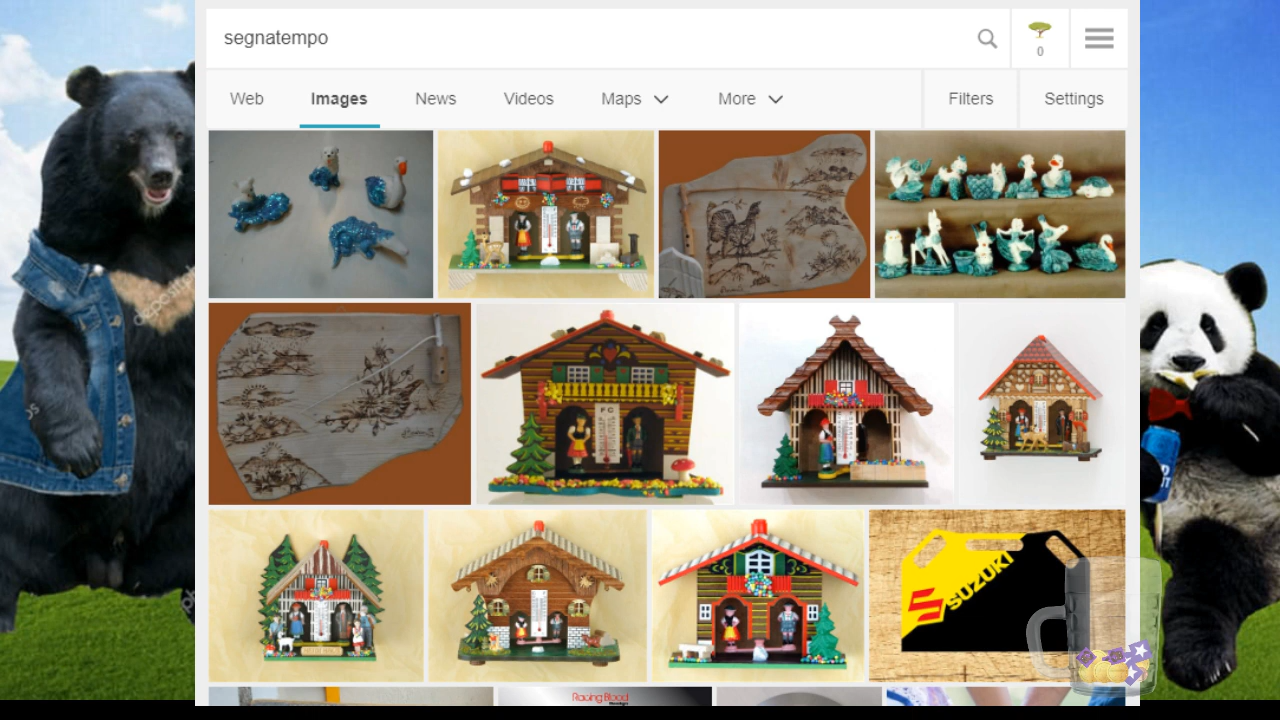 segnatempo
0
Web
Images
News
Videos
Maps
More
Filters
Settings
F C
SUZUKI
Racing Blood